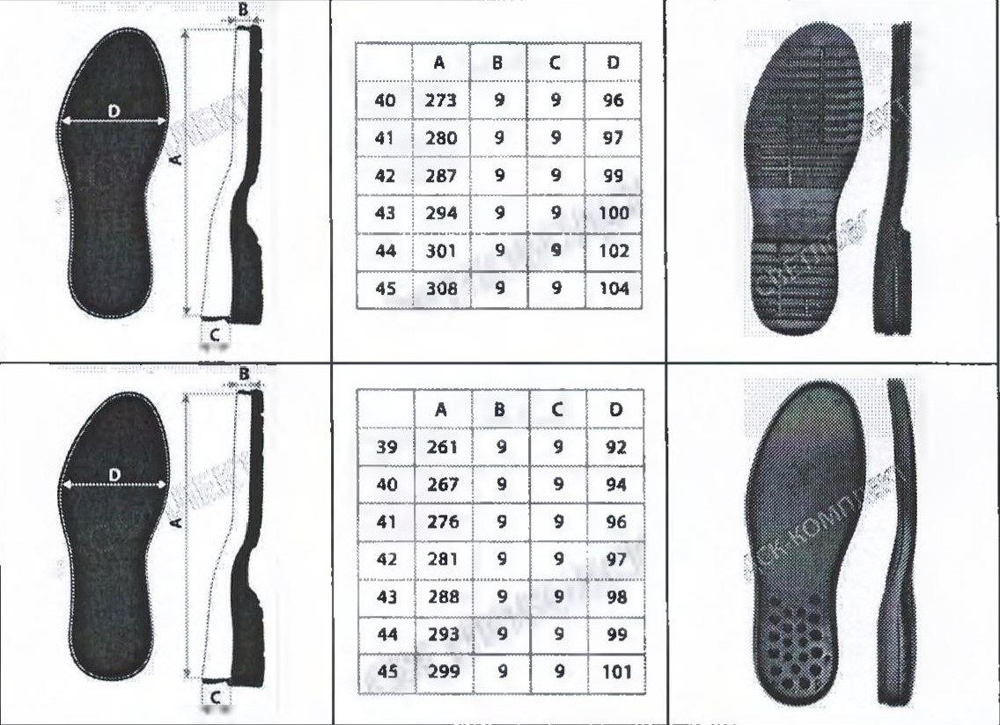 B
D
A
C
A B C D
40 273 9 9 96
41 280 9 9 97
42 287 9 9 99
43 294 9 9 100
44 301 9 9 102
45 308 9 9 104
B
D
A
C
A B C D
39 261 9 9 92
40 267 9 9 94
41 276 9 9 96
42 281 9 9 97
43 288 9 9 98
44 293 9 9 99
45 299 9 9 101